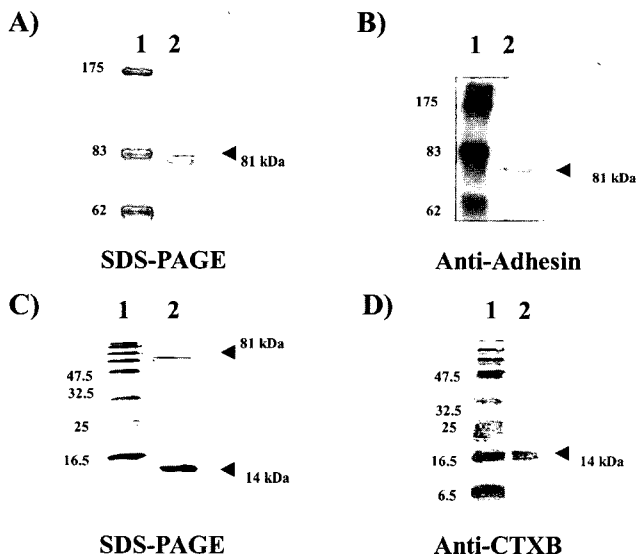 A)
1 2
175
83
81 kDa
62
SDS-PAGE
B)
1 2
175
83
81 kDa
62
Anti-Adhesin
C)
1 2
81 kDa
47.5
32.5
25
16.5
14 kDa
SDS-PAGE
D)
1 2
47.5
32.5
25
16.5
14 kDa
6.5
Anti-CTXB